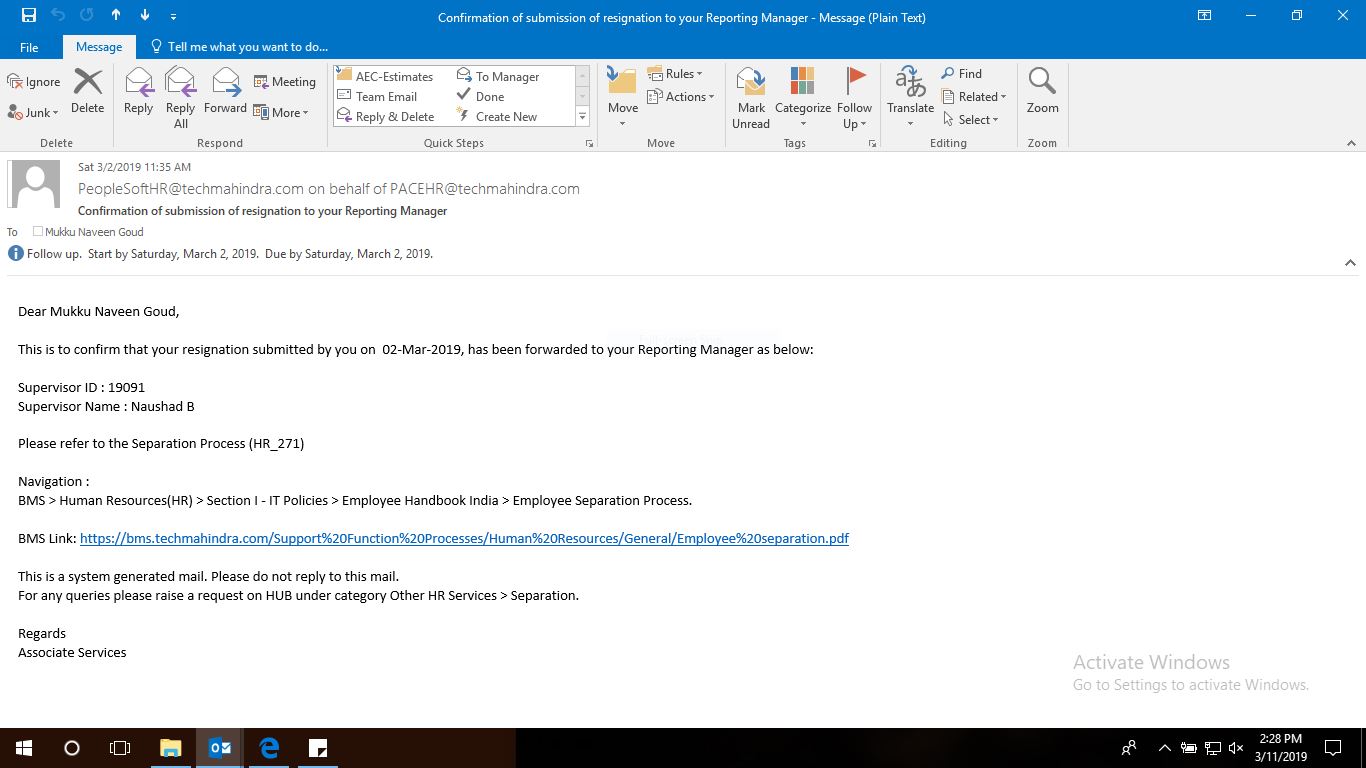 Confirmation of submission of resignation to your Reporting Manager - Message (Plain Text)
File
Message
Tell me what you want to do...
Ignore
Junk
Delete
Delete
Reply
Reply All
Forward
Meeting
More
Respond
AEC-Estimates
Team Email
Reply & Delete
To Manager
Done
Create New
Quick Steps
Move
Rules
Actions
Move
Mark Unread
Categorize
Follow Up
Tags
Translate
Find
Related
Select
Editing
Zoom
Zoom
Sat 3/2/2019 11:35 AM
PeopleSoftHR@techmahindra.com on behalf of PACEHR@techmahindra.com
Confirmation of submission of resignation to your Reporting Manager
To Mukku Naveen Goud
Follow up. Start by Saturday, March 2, 2019. Due by Saturday, March 2, 2019.
Dear Mukku Naveen Goud,
This is to confirm that your resignation submitted by you on 02-Mar-2019, has been forwarded to your Reporting Manager as below:
Supervisor ID : 19091
Supervisor Name : Naushad B
Please refer to the Separation Process (HR_271)
Navigation :
BMS > Human Resources(HR) > Section I - IT Policies > Employee Handbook India > Employee Separation Process.
BMS Link: https://bms.techmahindra.com/Support%20Function%20Processes/Human%20Resources/General/Employee%20separation.pdf
This is a system generated mail. Please do not reply to this mail.
For any queries please raise a request on HUB under category Other HR Services > Separation.
Regards
Associate Services
Activate Windows
Go to Settings to activate Windows.
2:28 PM
3/11/2019